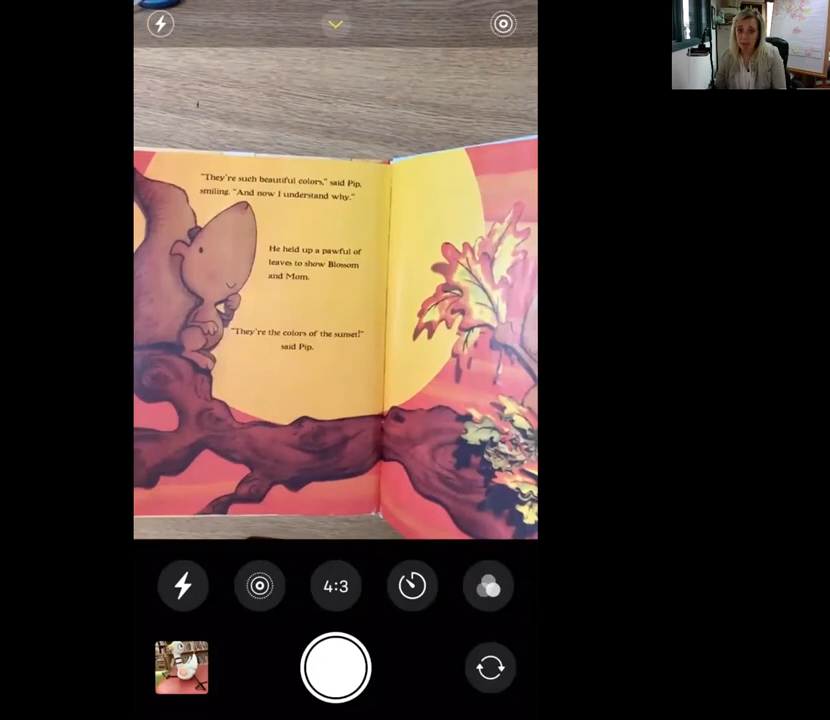 "They're such beautiful colors," said Pip,
smiling. "And now I understand why."
He held up a pawful of
leaves to show Blossom
and Mom.
"They're the colors of the sunset!"
said Pip.
4:3